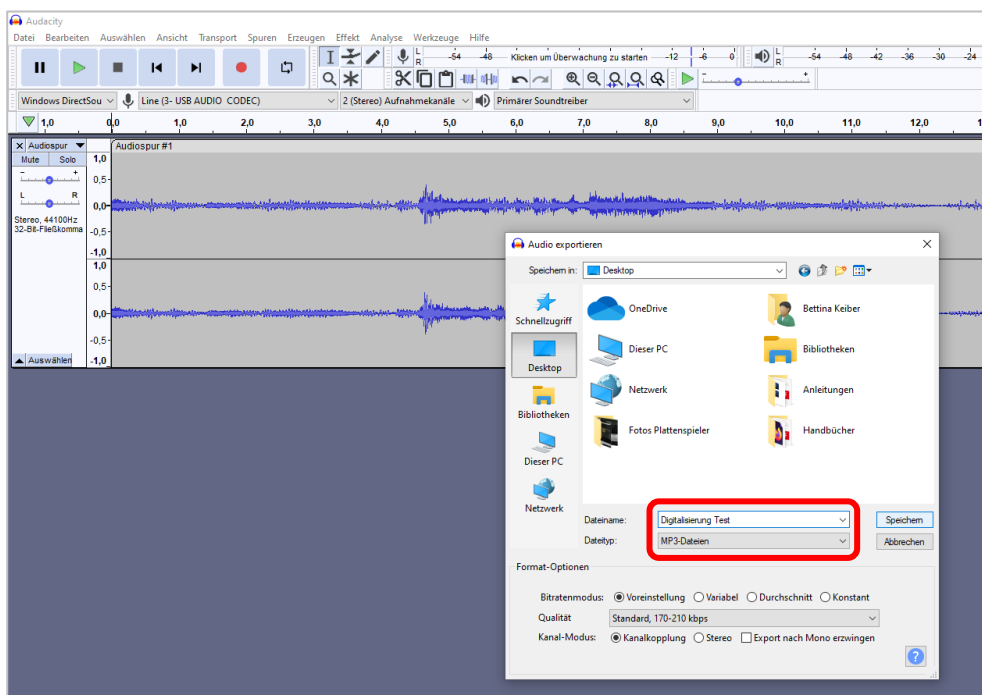 Audacity
Datei Bearbeiten Auswählen Ansicht Transport Spuren Erzeugen Effekt Analyse Werkzeuge Hilfe
L R -54 -48 Klicken um Überwachung zu starten -12 -6 0 L R -54 -48 -42 -36 -30 -24
Windows DirectSou Line (3- USB AUDIO CODEC) 2 (Stereo) Aufnahmekanäle Primärer Soundtreiber
1,0 0,0 1,0 2,0 3,0 4,0 5,0 6,0 7,0 8,0 9,0 10,0 11,0 12,0 1
X Audiospur Audiospur #1
Mute Solo 1,0
- + 0,5
L R 0,0
Stereo, 44100Hz
32-Bit-Fließkomma -0,5
-1,0
1,0
0,5
0,0
-0,5
Auswählen -1,0
Audio exportieren
Speichern in: Desktop
Schnellzugriff
Desktop
Bibliotheken
Dieser PC
Netzwerk
OneDrive Bettina Keiber
Dieser PC Bibliotheken
Netzwerk Anleitungen
Fotos Plattenspieler Handbücher
Dateiname: Digitalisierung Test Speichern
Dateityp: MP3-Dateien Abbrechen
Format-Optionen
Bitratenmodus: Voreinstellung Variabel Durchschnitt Konstant
Qualität Standard, 170-210 kbps
Kanal-Modus: Kanalkopplung Stereo Export nach Mono erzwingen
?